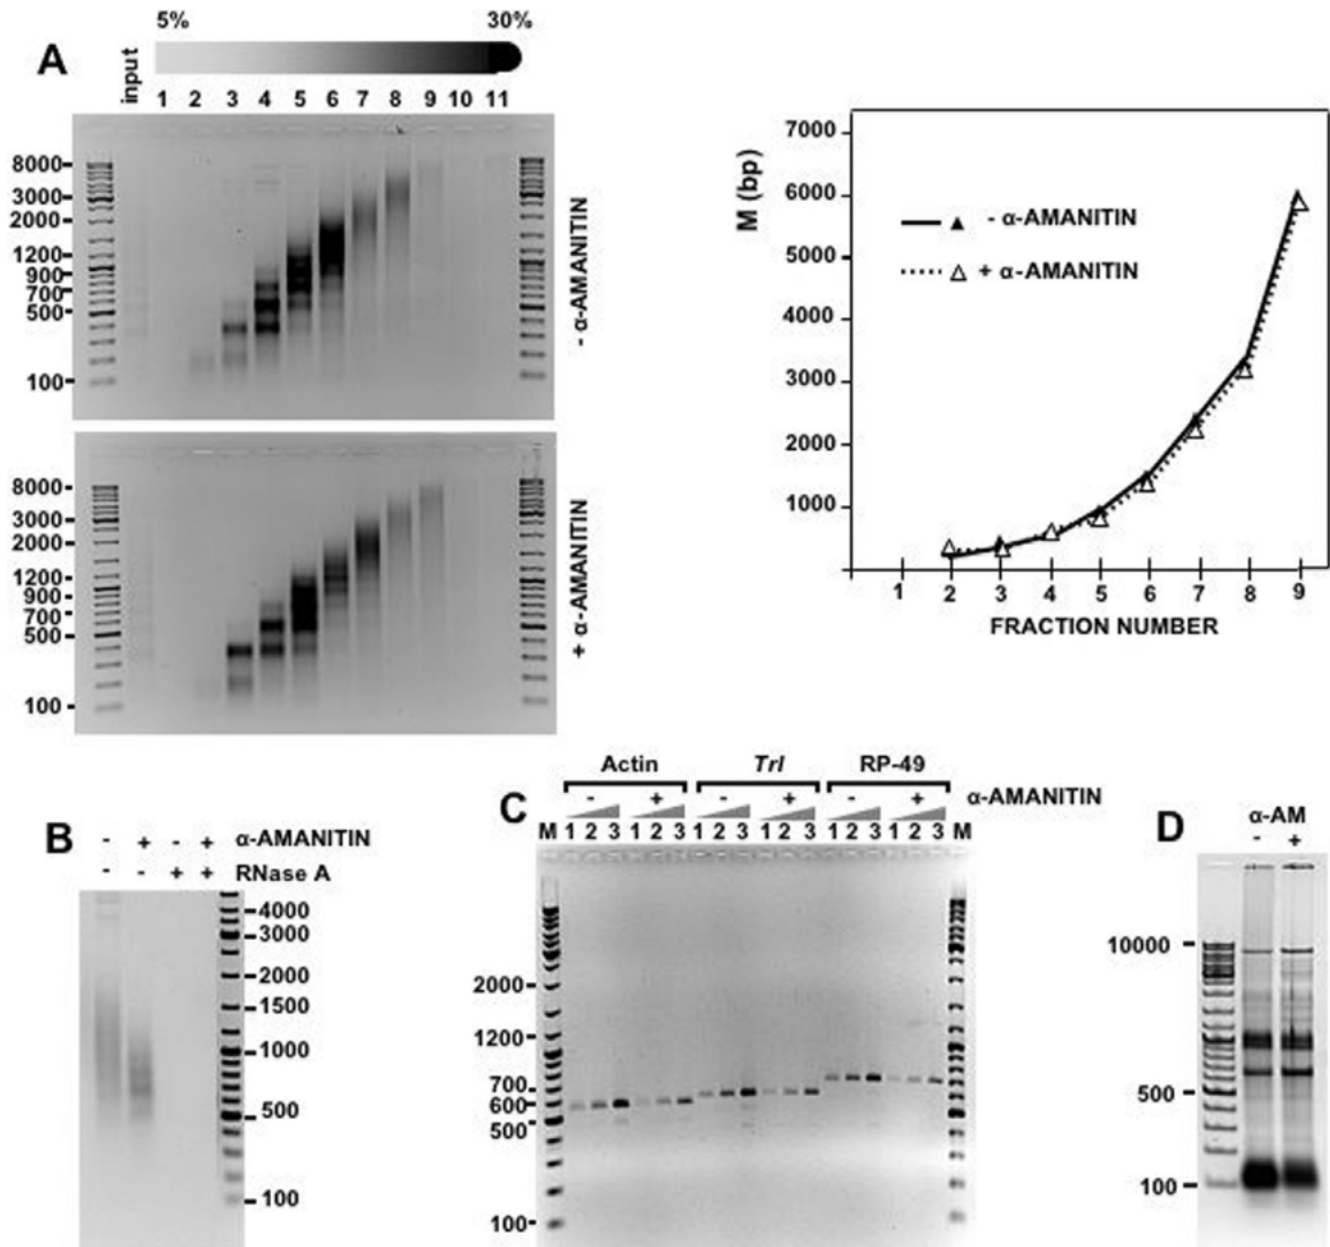 5% 30%
A
input 1 2 3 4 5 6 7 8 9 10 11
8000
3000
2000
1200
900
700
500
100
- α-AMANITIN
8000
3000
2000
1200
900
700
500
100
+ α-AMANITIN
M (bp)
7000
6000
5000
4000
3000
2000
1000
- α-AMANITIN
+ α-AMANITIN
1 2 3 4 5 6 7 8 9
FRACTION NUMBER
B
- + - + α-AMANITIN
- - + + RNase A
4000
3000
2000
1500
1000
500
100
C
Actin Trl RP-49
- + - + - + α-AMANITIN
M 1 2 3 1 2 3 1 2 3 1 2 3 1 2 3 1 2 3 M
2000
1200
700
600
500
100
D
α-AM
- +
10000
500
100